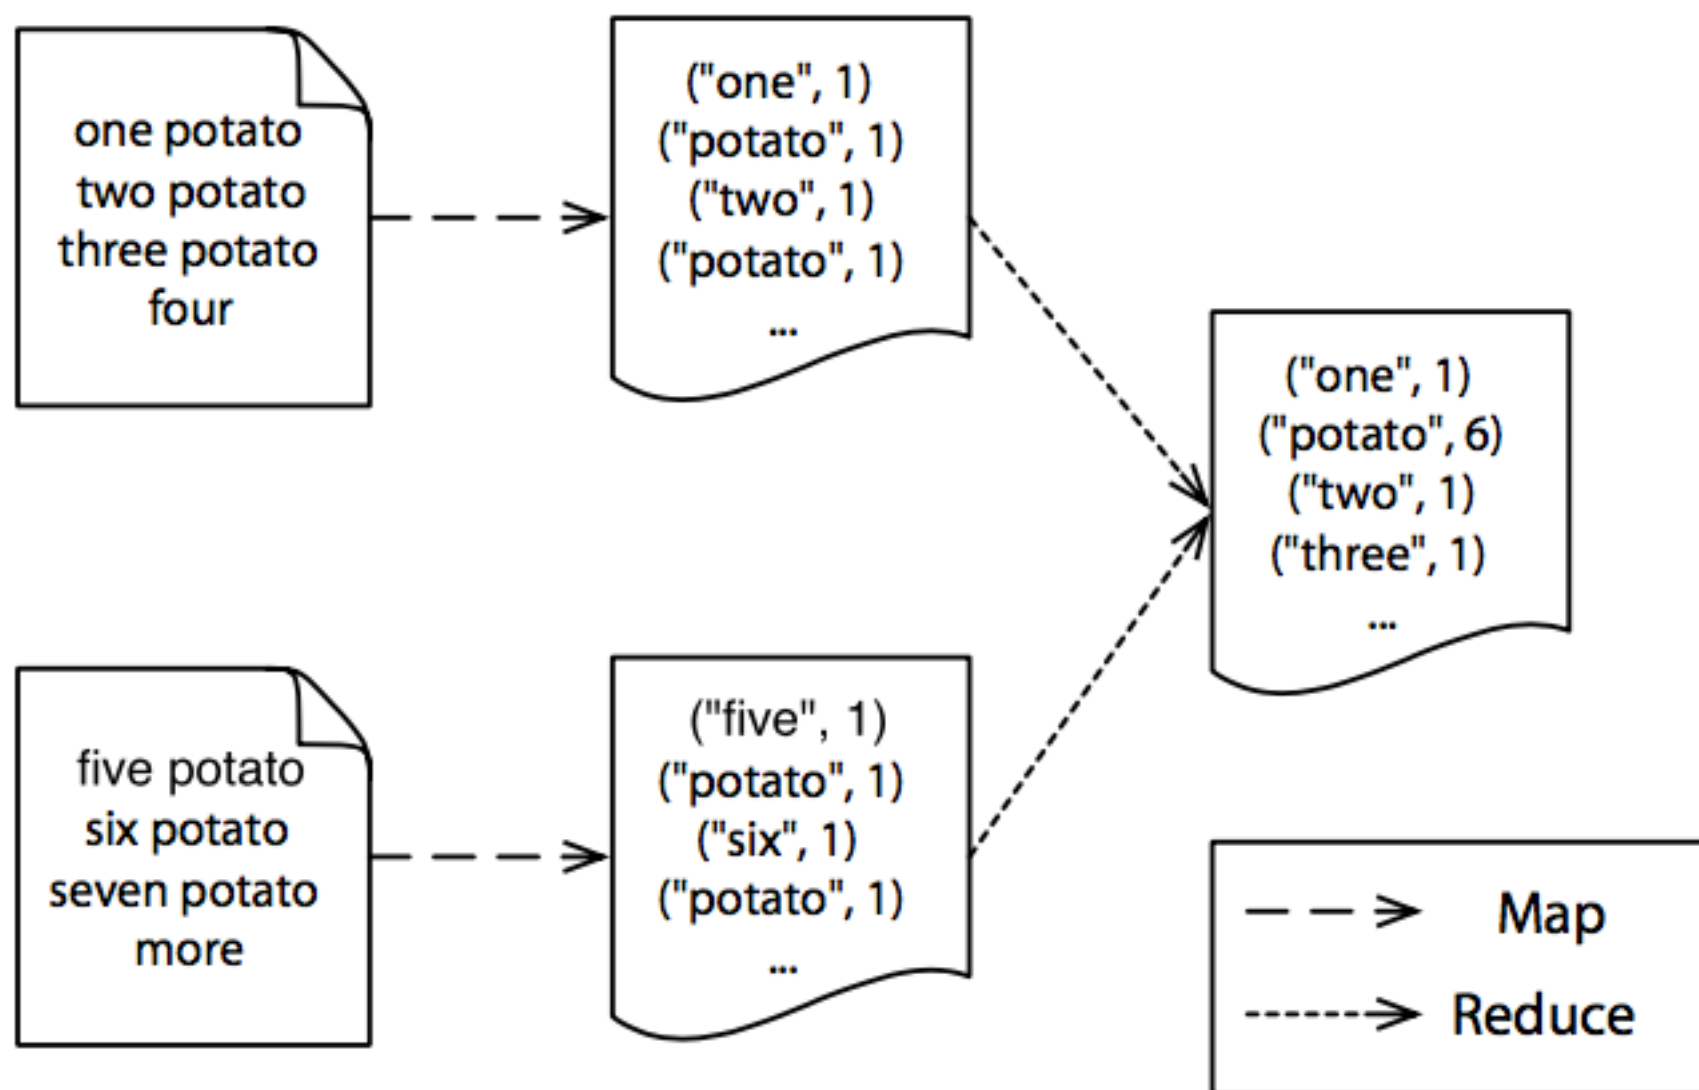 one potato
two potato
three potato
four
("one", 1)
("potato", 1)
("two", 1)
("potato", 1)
...
five potato
six potato
seven potato
more
("five", 1)
("potato", 1)
("six", 1)
("potato", 1)
...
("one", 1)
("potato", 6)
("two", 1)
("three", 1)
...
Map
Reduce